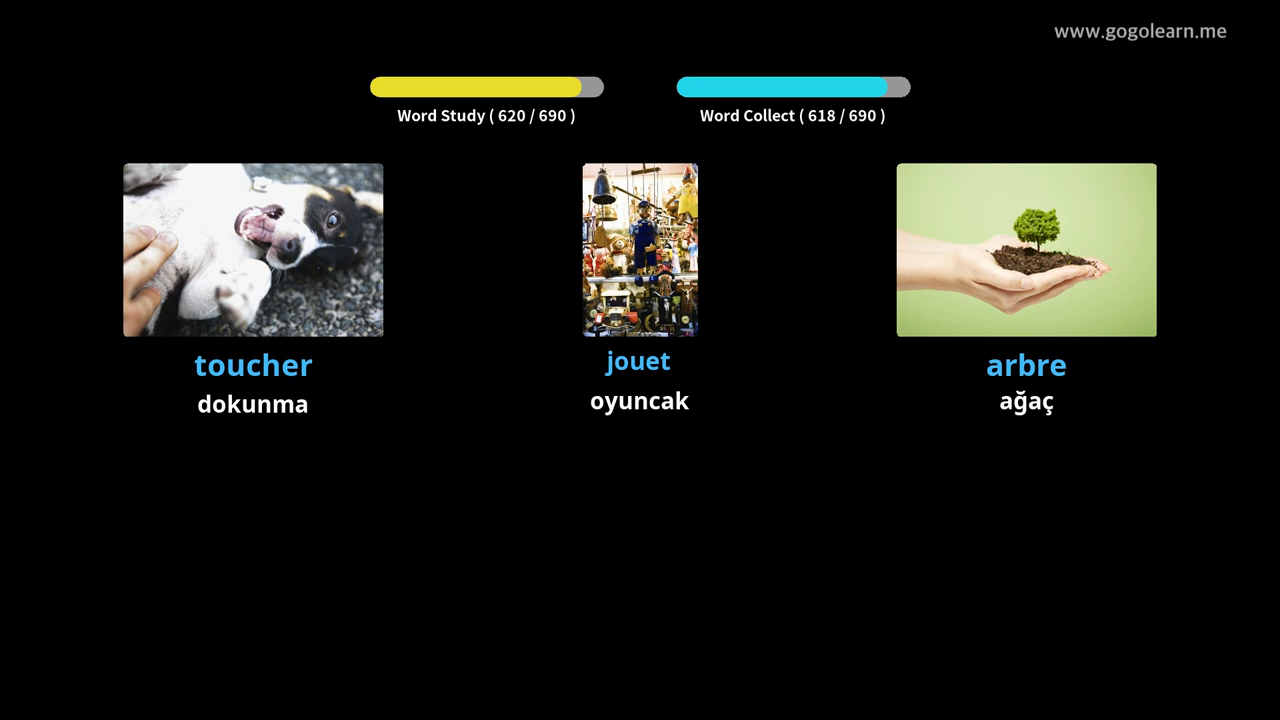 www.gogolearn.me
Word Study ( 620 / 690 )
Word Collect ( 618 / 690 )
toucher
dokunma
jouet
oyuncak
arbre
ağaç